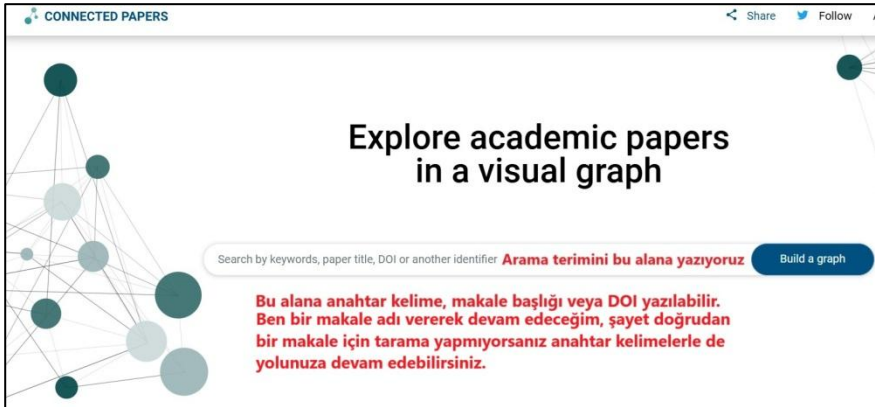 CONNECTED PAPERS
Share Follow
Explore academic papers
in a visual graph
Search by keywords, paper title, DOI or another identifier Arama terimini bu alana yazıyoruz Build a graph
Bu alana anahtar kelime, makale başlığı veya DOI yazılabilir.
Ben bir makale adı vererek devam edeceğim, şayet doğrudan
bir makale için tarama yapmıyorsanız anahtar kelimelerle de
yolunuza devam edebilirsiniz.